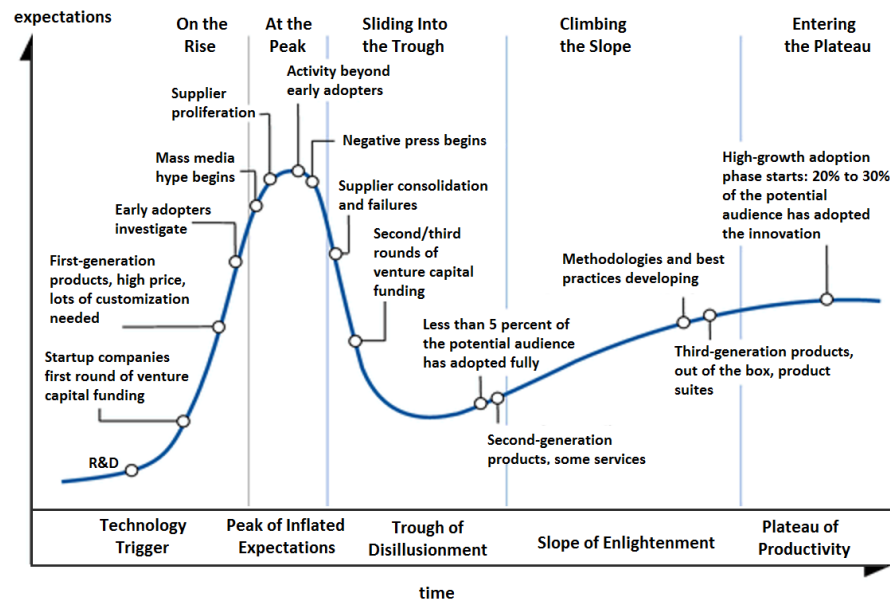 expectations
On the
Rise
At the
Peak
Sliding Into
the Trough
Climbing
the Slope
Entering
the Plateau
Activity beyond
early adopters
Supplier
proliferation
Negative press begins
Mass media
hype begins
High-growth adoption
phase starts: 20% to 30%
of the potential
audience has adopted
the innovation
Supplier consolidation
and failures
Early adopters
investigate
Second/third
rounds of
venture capital
funding
First-generation
products, high price,
lots of customization
needed
Methodologies and best
practices developing
Less than 5 percent of
the potential audience
has adopted fully
Startup companies
first round of venture
capital funding
Third-generation products,
out of the box, product
suites
Second-generation
products, some services
R&D
Technology
Trigger
Peak of Inflated
Expectations
Trough of
Disillusionment
Slope of Enlightenment
Plateau of
Productivity
time